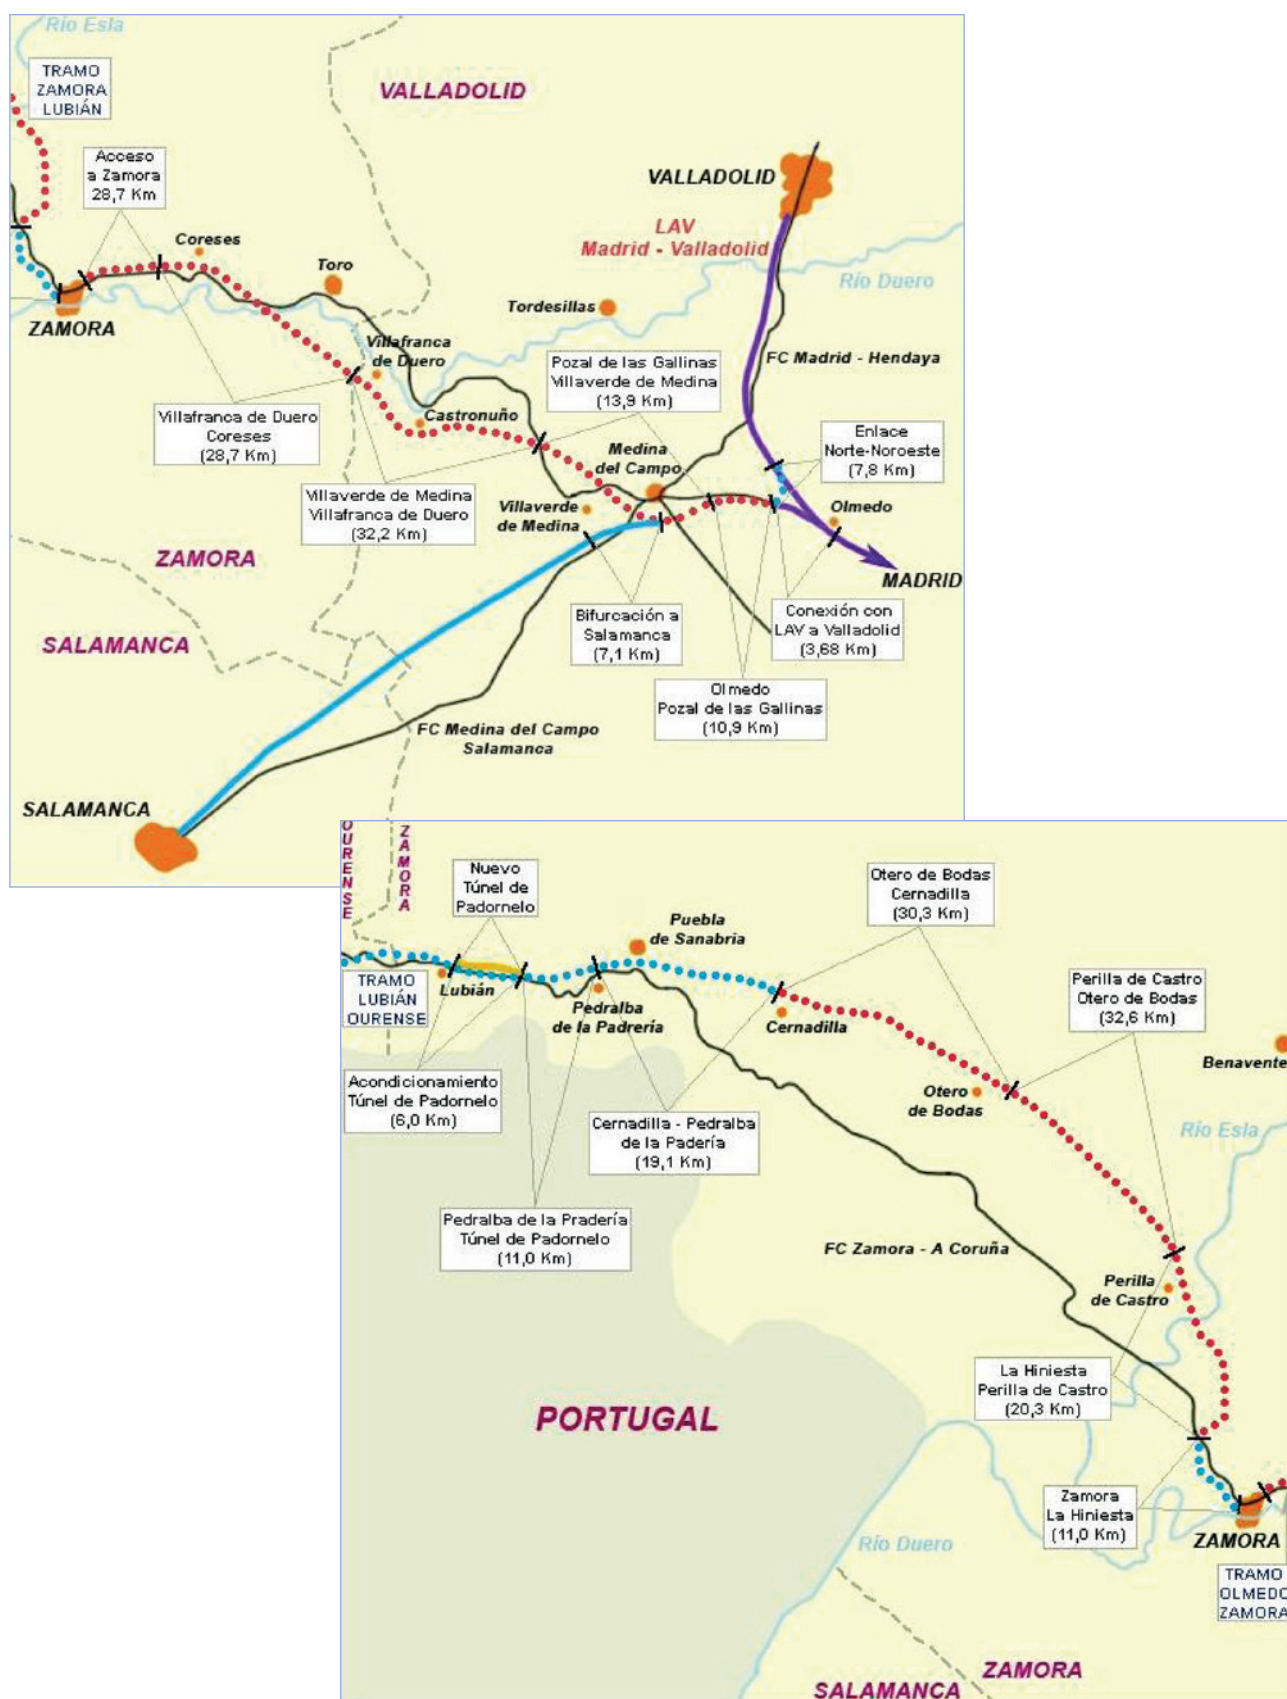 Río Esla
TRAMO
ZAMORA
LUBIÁN
VALLADOLID
Acceso
a Zamora
28,7 Km
VALLADOLID
LAV
Madrid - Valladolid
Coreses
Toro
Río Duero
Tordesillas
ZAMORA
Villafranca
de Duero
FC Madrid - Hendaya
Pozal de las Gallinas
Villaverde de Medina
(13,9 Km)
Villafranca de Duero
Coreses
(28,7 Km)
Castronuño
Medina
del Campo
Enlace
Norte-Noroeste
(7,8 Km)
Villaverde de Medina
Villafranca de Duero
(32,2 Km)
Villaverde
de Medina
Olmedo
ZAMORA
MADRID
SALAMANCA
Bifurcación a
Salamanca
(7,1 Km)
Conexión con
LAV a Valladolid
(3,68 Km)
Olmedo
Pozal de las Gallinas
(10,9 Km)
FC Medina del Campo
Salamanca
SALAMANCA
OURENSE
ZAMORA
Nuevo
Túnel de
Padornelo
Otero de Bodas
Cernadilla
(30,3 Km)
Puebla
de Sanabria
TRAMO
LUBIÁN
OURENSE
Lubián
Pedralba
de la Padrería
Cernadilla
Perilla de Castro
Otero de Bodas
(32,6 Km)
Benavente
Acondicionamiento
Túnel de Padornelo
(6,0 Km)
Otero
de Bodas
Cernadilla - Pedralba
de la Padería
(19,1 Km)
Río Esla
Pedralba de la Pradería
Túnel de Padornelo
(11,0 Km)
FC Zamora - A Coruña
Perilla
de Castro
La Hiniesta
Perilla de Castro
(20,3 Km)
PORTUGAL
Zamora
La Hiniesta
(11,0 Km)
Río Duero
ZAMORA
TRAMO
OLMEDO
ZAMORA
ZAMORA
SALAMANCA